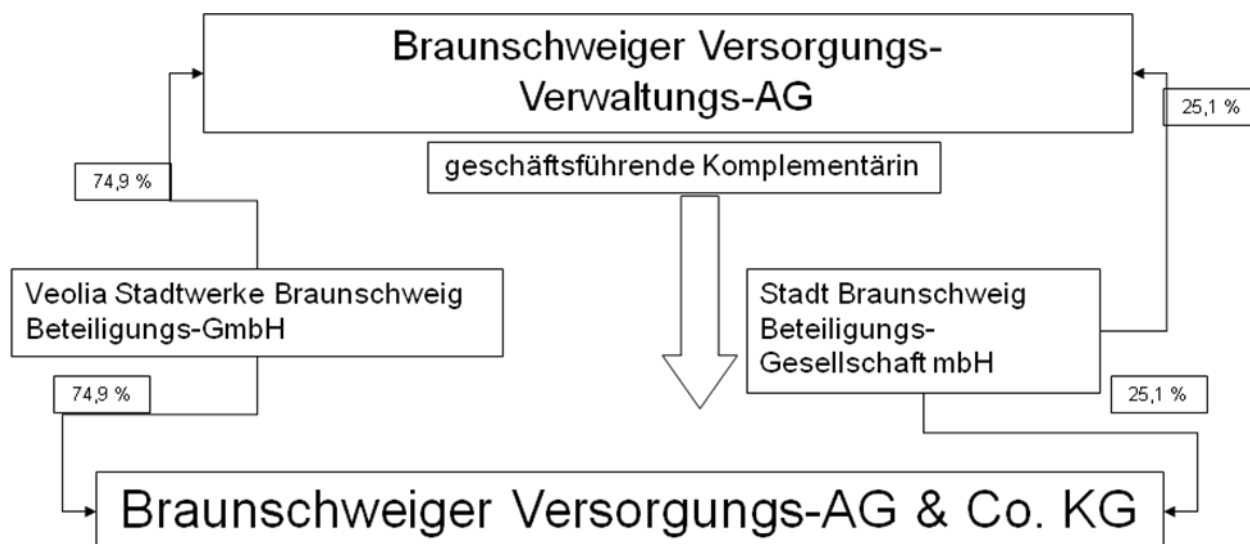 Braunschweiger Versorgungs-
Verwaltungs-AG
25,1 %
geschäftsführende Komplementärin
74,9 %
Veolia Stadtwerke Braunschweig
Beteiligungs-GmbH
Stadt Braunschweig
Beteiligungs-
Gesellschaft mbH
74,9 %
25,1 %
Braunschweiger Versorgungs-AG & Co. KG